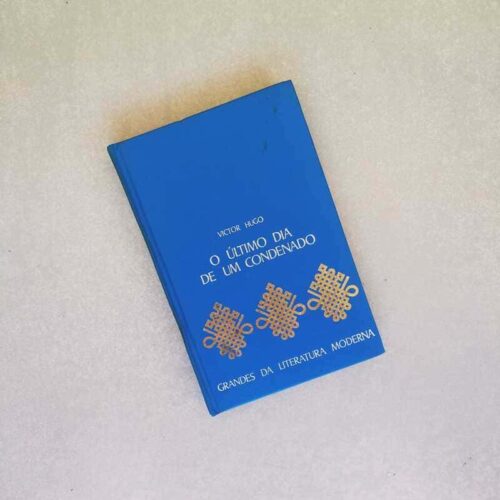 VICTOR HUGO
O ÚLTIMO DIA
DE UM CONDENADO
GRANDES DA LITERATURA MODERNA